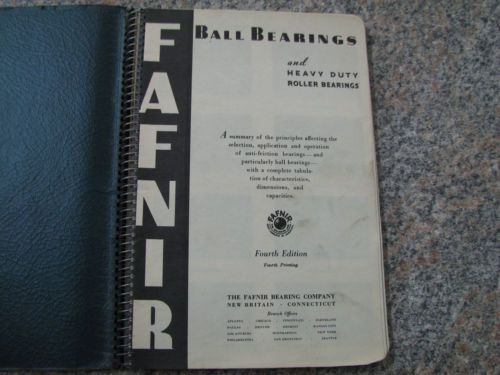 FAFNIR
BALL BEARINGS
and
HEAVY DUTY
ROLLER BEARINGS
A summary of the principles affecting the
selection, application and operation
of anti-friction bearings—and
particularly ball bearings—
with a complete tabula-
tion of characteristics,
dimensions, and
capacities.
FAFNIR
Fourth Edition
Fourth Printing
THE FAFNIR BEARING COMPANY
NEW BRITAIN - CONNECTICUT
Branch Offices
ATLANTA CHICAGO CINCINNATI CLEVELAND
DALLAS DENVER DETROIT KANSAS CITY
LOS ANGELES MINNEAPOLIS NEW YORK
PHILADELPHIA SAN FRANCISCO SEATTLE